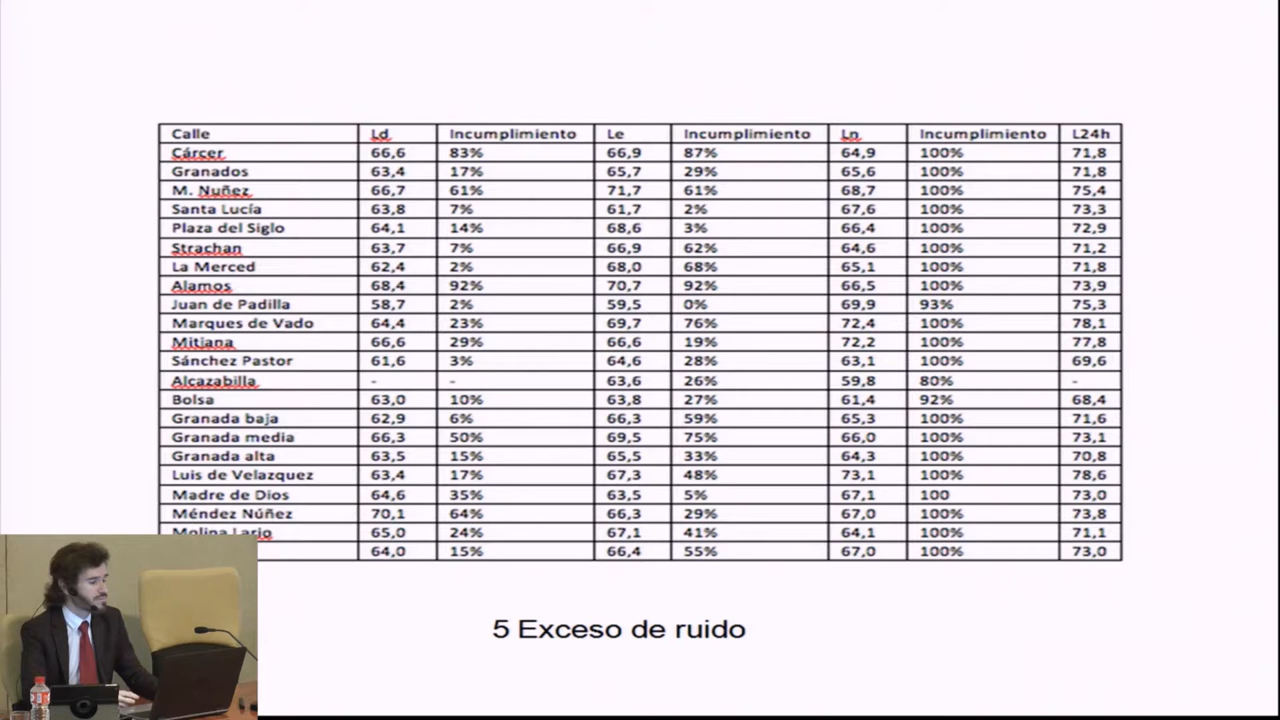 Calle Ld Incumplimiento Le Incumplimiento Ln Incumplimiento L24h
Cárcer 66,6 83% 66,9 87% 64,9 100% 71,8
Granados 63,4 17% 65,7 29% 65,6 100% 71,8
M. Nuñez 66,7 61% 71,7 61% 68,7 100% 75,4
Santa Lucía 63,8 7% 61,7 2% 67,6 100% 73,3
Plaza del Siglo 64,1 14% 68,6 3% 66,4 100% 72,9
Strachan 63,7 7% 66,9 62% 64,6 100% 71,2
La Merced 62,4 2% 68,0 68% 65,1 100% 71,8
Alamos 68,4 92% 70,7 92% 66,5 100% 73,9
Juan de Padilla 58,7 2% 59,5 0% 69,9 93% 75,3
Marques de Vado 64,4 23% 69,7 76% 72,4 100% 78,1
Mitjana 66,6 29% 66,6 19% 72,2 100% 77,8
Sánchez Pastor 61,6 3% 64,6 28% 63,1 100% 69,6
Alcazabilla - - 63,6 26% 59,8 80% -
Bolsa 63,0 10% 63,8 27% 61,4 92% 68,4
Granada baja 62,9 6% 66,3 59% 65,3 100% 71,6
Granada media 66,3 50% 69,5 75% 66,0 100% 73,1
Granada alta 63,5 15% 65,5 33% 64,3 100% 70,8
Luis de Velazquez 63,4 17% 67,3 48% 73,1 100% 78,6
Madre de Dios 64,6 35% 63,5 5% 67,1 100 73,0
Méndez Núñez 70,1 64% 66,3 29% 67,0 100% 73,8
Molina Lario 65,0 24% 67,1 41% 64,1 100% 71,1
64,0 15% 66,4 55% 67,0 100% 73,0
5 Exceso de ruido